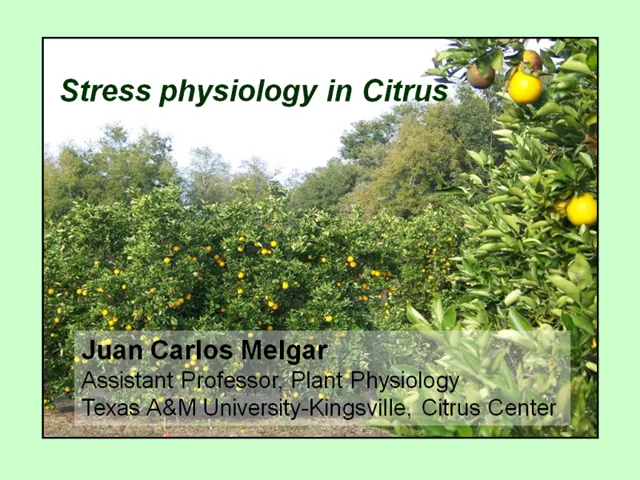 Stress physiology in Citrus
Juan Carlos Melgar
Assistant Professor, Plant Physiology
Texas A&M University-Kingsville, Citrus Center